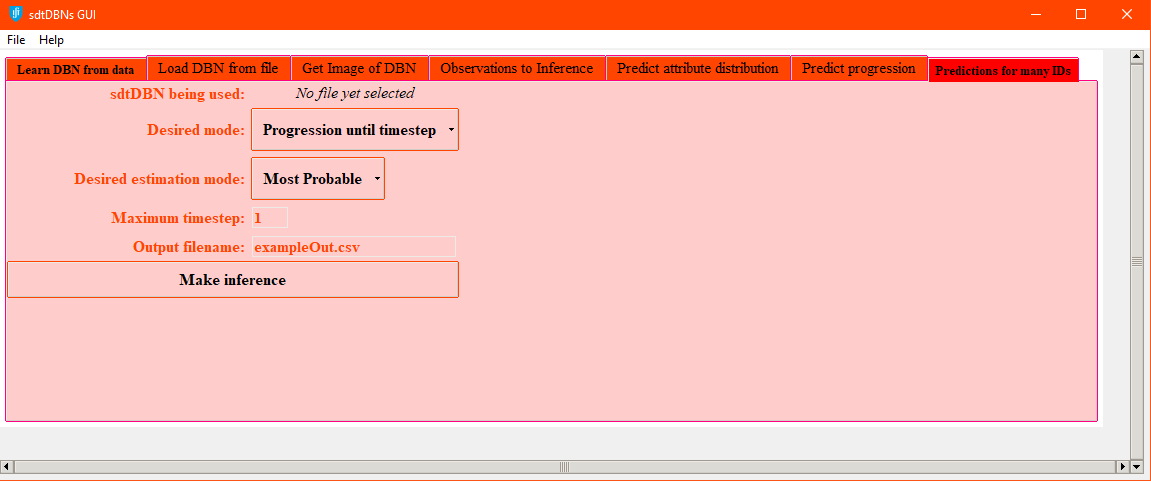 sdtDBNs GUI
File Help
Learn DBN from data Load DBN from file Get Image of DBN Observations to Inference Predict attribute distribution Predict progression Predictions for many IDs
sdtDBN being used: No file yet selected
Desired mode: Progression until timestep
Desired estimation mode: Most Probable
Maximum timestep: 1
Output filename: exampleOut.csv
Make inference